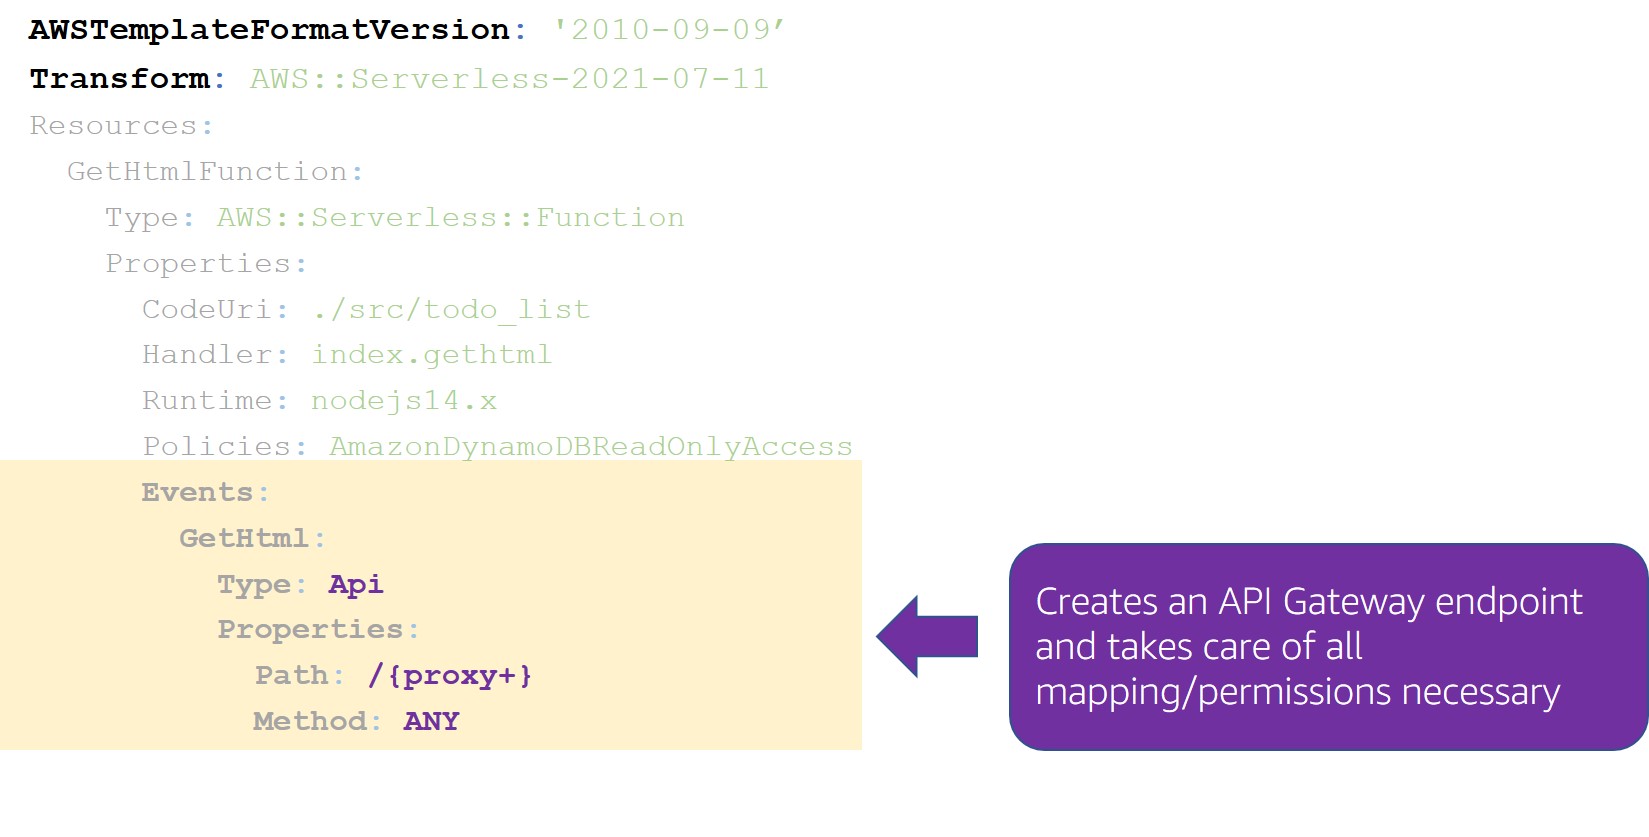 AWSTemplateFormatVersion: '2010-09-09’
Transform: AWS::Serverless-2021-07-11
Resources:
  GetHtmlFunction:
    Type: AWS::Serverless::Function
    Properties:
      CodeUri: ./src/todo_list
      Handler: index.gethtml
      Runtime: nodejs14.x
      Policies: AmazonDynamoDBReadOnlyAccess
      Events:
        GetHtml:
          Type: Api
          Properties:
            Path: /{proxy+}
            Method: ANY
Creates an API Gateway endpoint
and takes care of all
mapping/permissions necessary